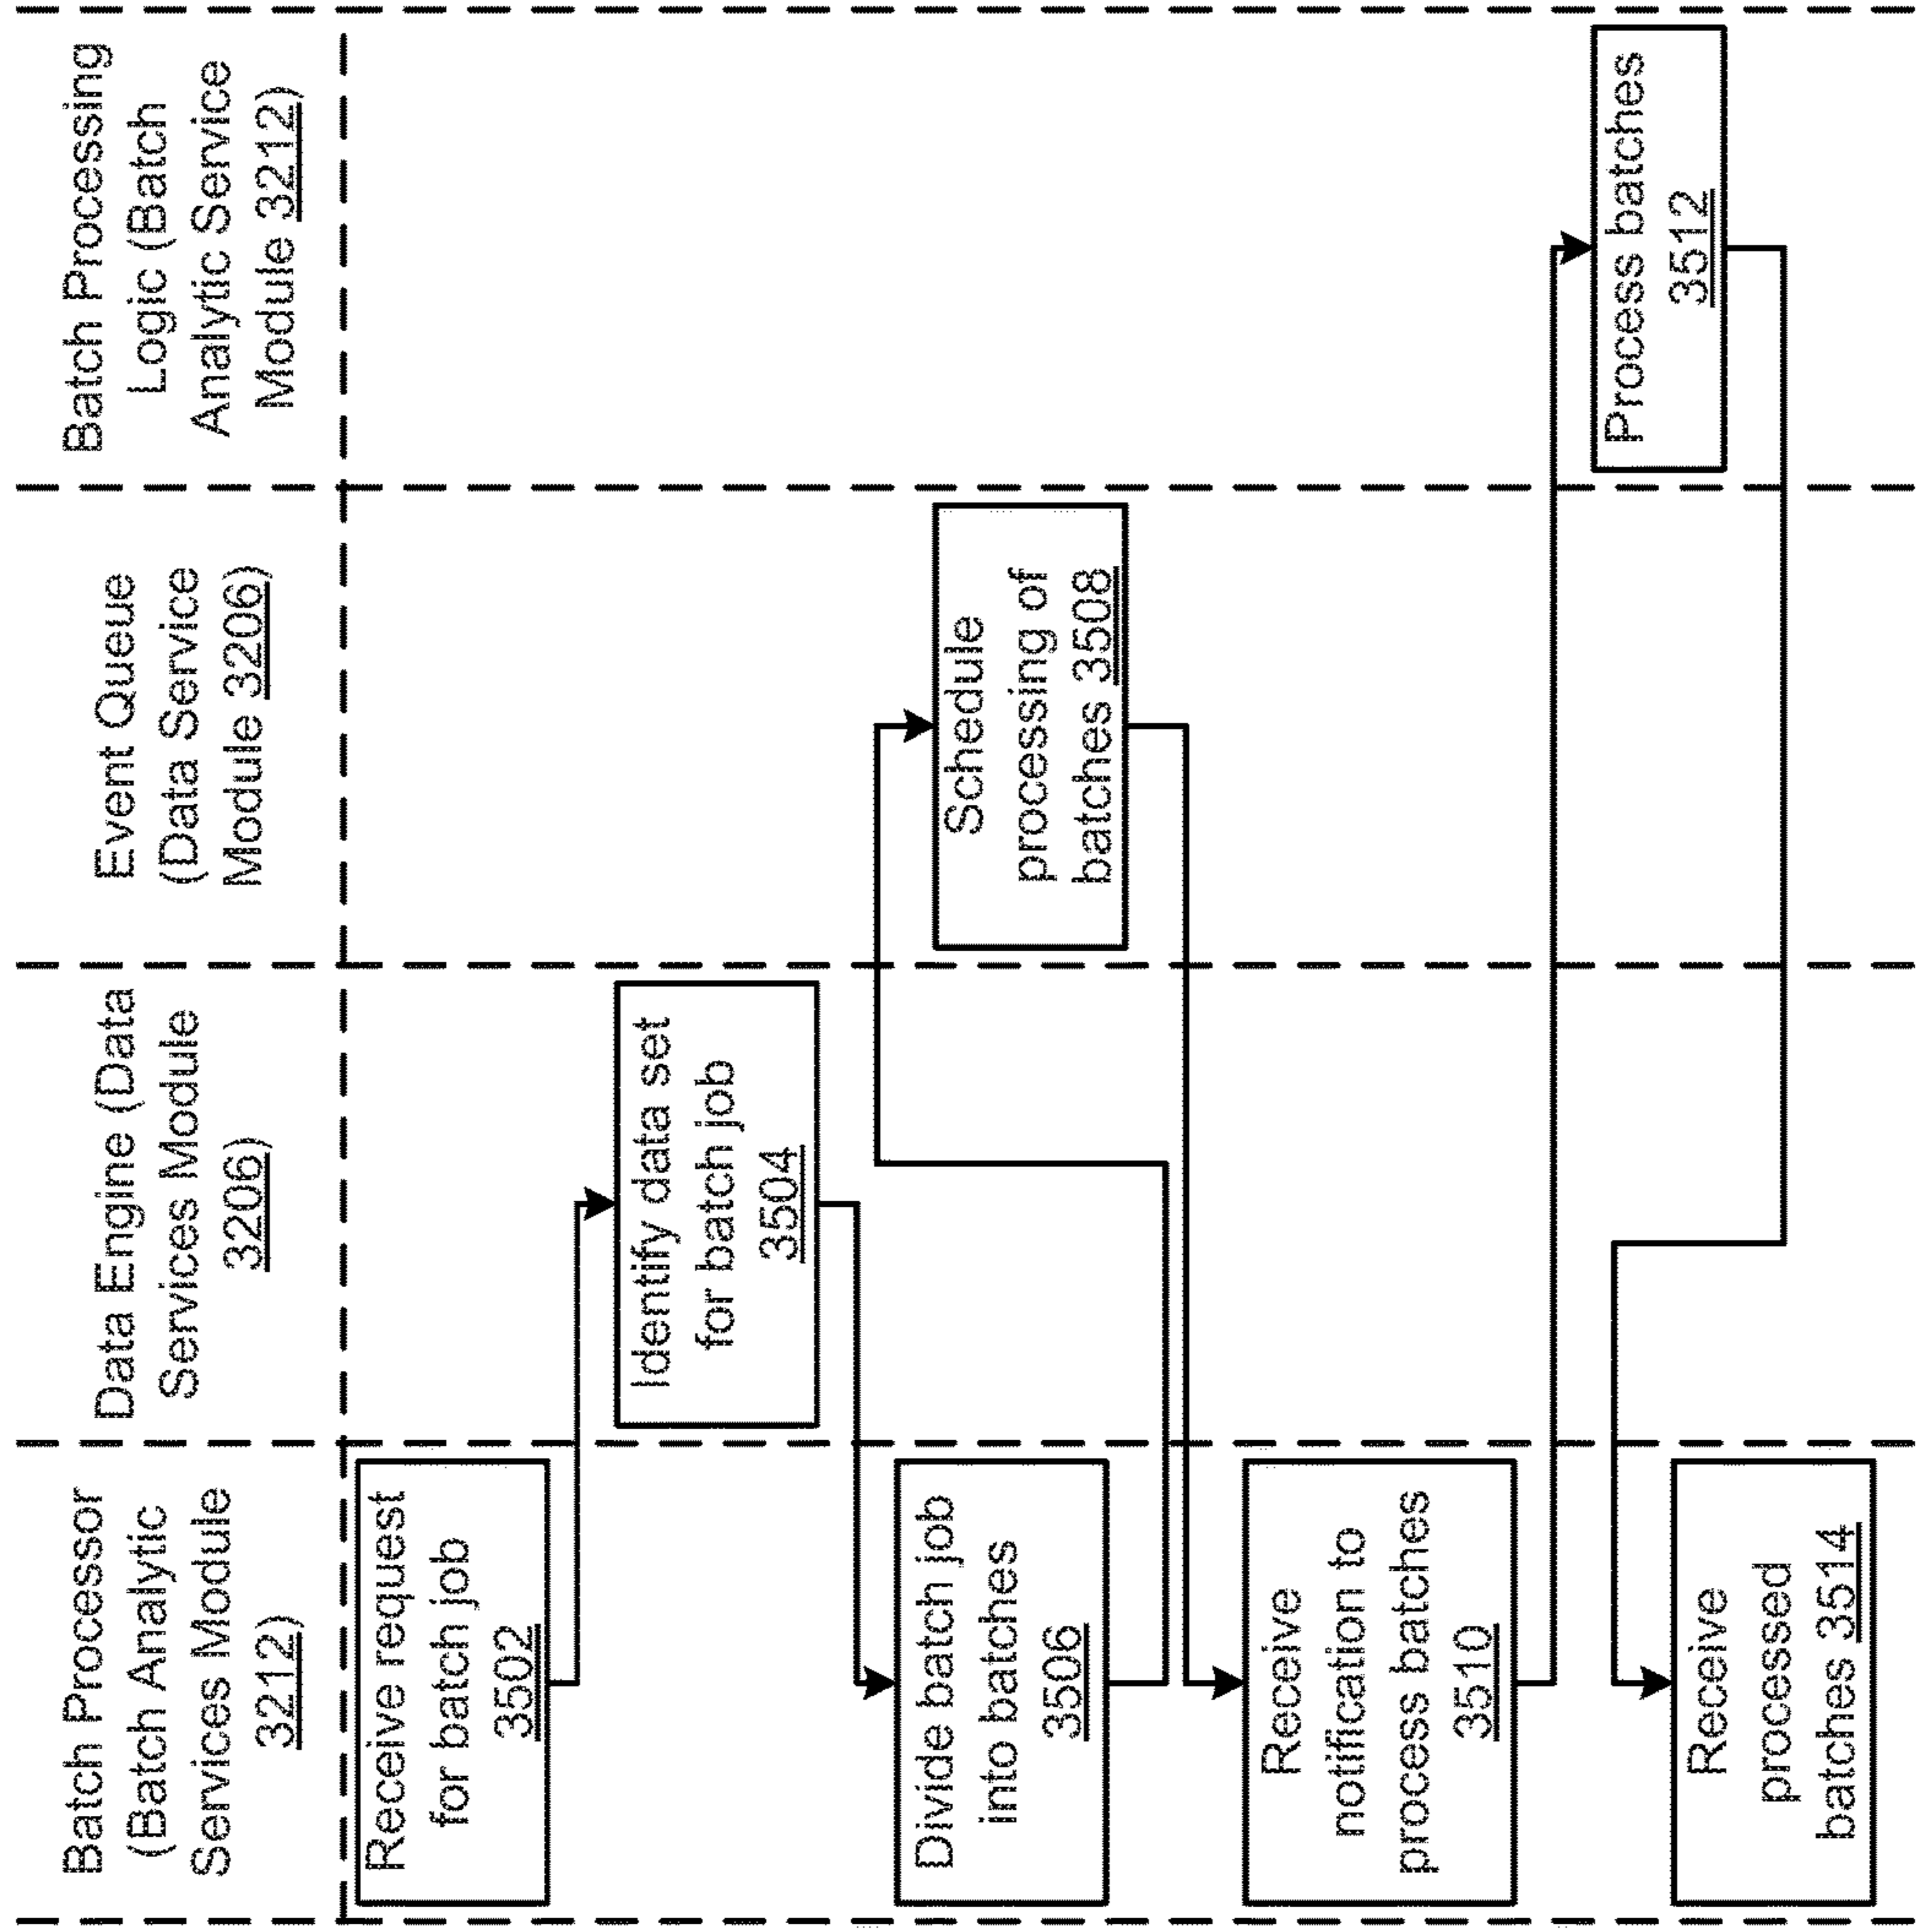 Batch Processor
(Batch Analytic
Services Module
3212)
Data Engine (Data
Services Module
3206)
Event Queue
(Data Service
Module 3206)
Batch Processing
Logic (Batch
Analytic Service
Module 3212)
Receive request
for batch job
3502
Identify data set
for batch job
3504
Divide batch job
into batches
3506
Schedule
processing of
batches 3508
Receive
notification to
process batches
3510
Process batches
3512
Receive
processed
batches 3514